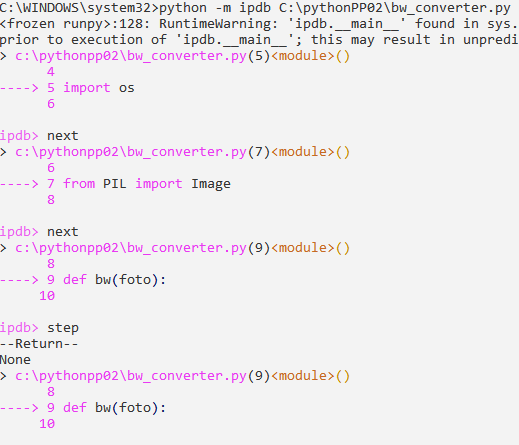 C:\WINDOWS\system32>python -m ipdb C:\pythonPP02\bw_converter.py
<frozen runpy>:128: RuntimeWarning: 'ipdb.__main__' found in sys.
prior to execution of 'ipdb.__main__'; this may result in unpredi
> c:\pythonpp02\bw_converter.py(5)<module>()
4
----> 5 import os
6
ipdb> next
> c:\pythonpp02\bw_converter.py(7)<module>()
6
----> 7 from PIL import Image
8
ipdb> next
> c:\pythonpp02\bw_converter.py(9)<module>()
8
----> 9 def bw(foto):
10
ipdb> step
--Return--
None
> c:\pythonpp02\bw_converter.py(9)<module>()
8
----> 9 def bw(foto):
10